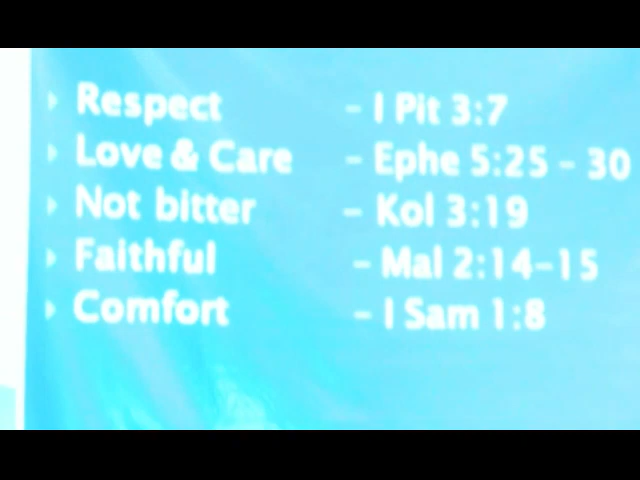 Respect – I Pit 3:7
Love & Care – Ephe 5:25 – 30
Not bitter – Kol 3:19
Faithful – Mal 2:14-15
Comfort – I Sam 1:8